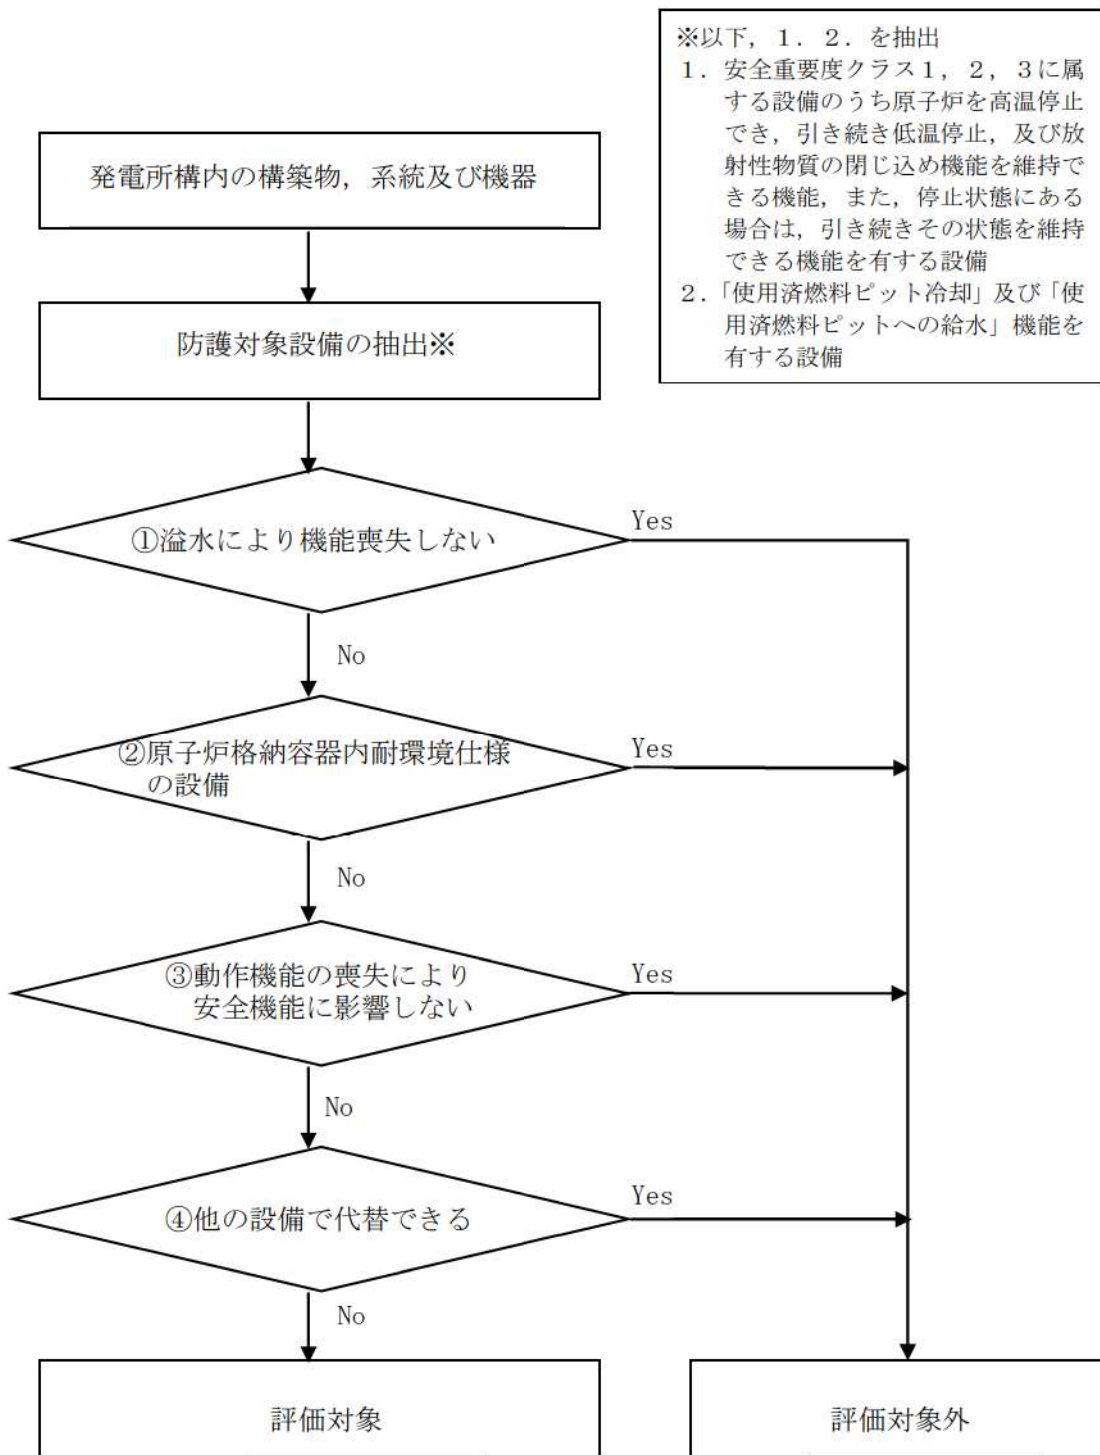 ※以下，１．２．を抽出
１．安全重要度クラス１，２，３に属
する設備のうち原子炉を高温停止
でき，引き続き低温停止，及び放
射性物質の閉じ込め機能を維持で
きる機能，また，停止状態にある
場合は，引き続きその状態を維持
できる機能を有する設備
２．「使用済燃料ピット冷却」及び「使
用済燃料ピットへの給水」機能を
有する設備
発電所構内の構築物，系統及び機器
防護対象設備の抽出※
①溢水により機能喪失しない
Yes
No
②原子炉格納容器内耐環境仕様
の設備
Yes
No
③動作機能の喪失により
安全機能に影響しない
Yes
No
④他の設備で代替できる
Yes
No
評価対象
評価対象外